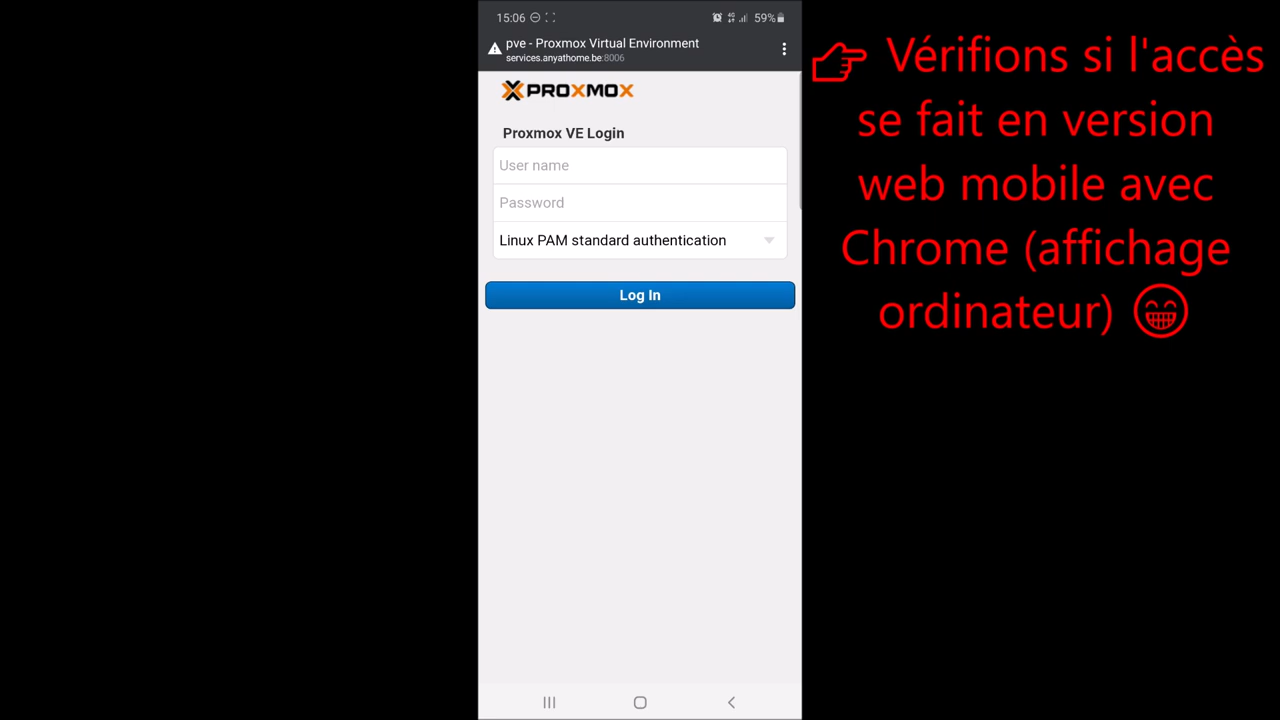 15:06
59%
pve - Proxmox Virtual Environment
services.anyathome.be:8006
PROXMOX
Proxmox VE Login
User name
Password
Linux PAM standard authentication
Log In
👉 Vérifions si l'accès
se fait en version
web mobile avec
Chrome (affichage
ordinateur) 😁